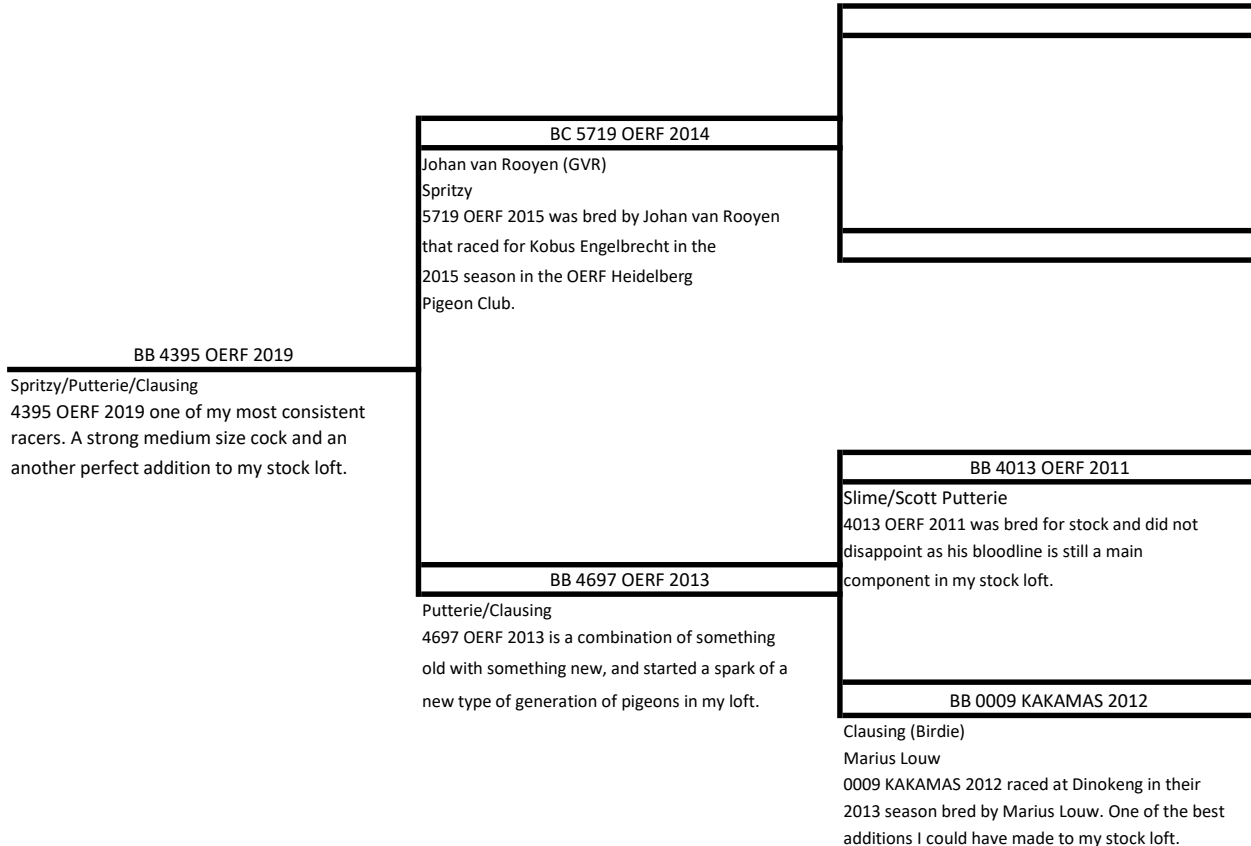 BC 5719 OERF 2014
Johan van Rooyen (GVR)
Spritzy
5719 OERF 2015 was bred by Johan van Rooyen
that raced for Kobus Engelbrecht in the
2015 season in the OERF Heidelberg
Pigeon Club.
BB 4395 OERF 2019
Spritzy/Putterie/Clausing
4395 OERF 2019 one of my most consistent
racers. A strong medium size cock and an
another perfect addition to my stock loft.
BB 4013 OERF 2011
Slime/Scott Putterie
4013 OERF 2011 was bred for stock and did not
disappoint as his bloodline is still a main
component in my stock loft.
BB 4697 OERF 2013
Putterie/Clausing
4697 OERF 2013 is a combination of something
old with something new, and started a spark of a
new type of generation of pigeons in my loft.
BB 0009 KAKAMAS 2012
Clausing (Birdie)
Marius Louw
0009 KAKAMAS 2012 raced at Dinokeng in their
2013 season bred by Marius Louw. One of the best
additions I could have made to my stock loft.